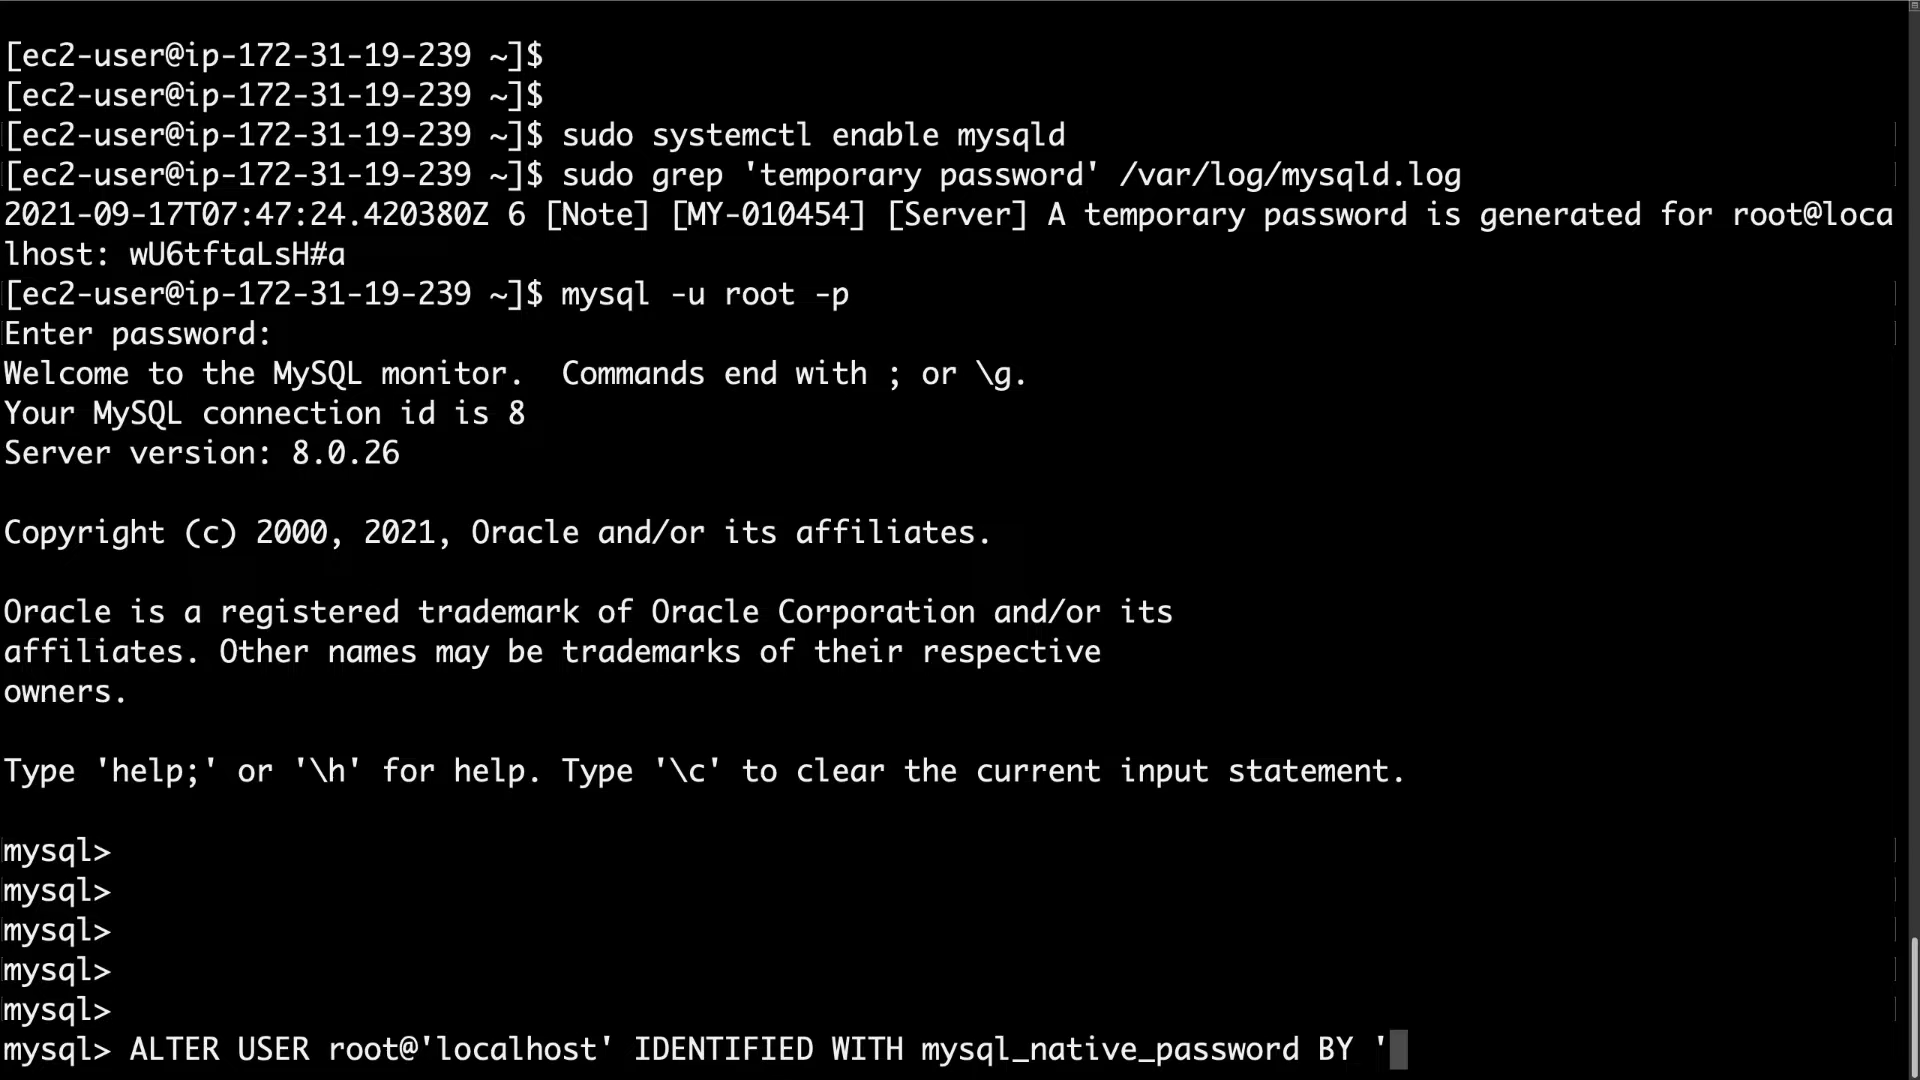 [ec2-user@ip-172-31-19-239 ~]$
[ec2-user@ip-172-31-19-239 ~]$
[ec2-user@ip-172-31-19-239 ~]$ sudo systemctl enable mysqld
[ec2-user@ip-172-31-19-239 ~]$ sudo grep 'temporary password' /var/log/mysqld.log
2021-09-17T07:47:24.420380Z 6 [Note] [MY-010454] [Server] A temporary password is generated for root@loca
lhost: wU6tftaLsH#a
[ec2-user@ip-172-31-19-239 ~]$ mysql -u root -p
Enter password:
Welcome to the MySQL monitor.  Commands end with ; or \g.
Your MySQL connection id is 8
Server version: 8.0.26
Copyright (c) 2000, 2021, Oracle and/or its affiliates.
Oracle is a registered trademark of Oracle Corporation and/or its
affiliates. Other names may be trademarks of their respective
owners.
Type 'help;' or '\h' for help. Type '\c' to clear the current input statement.
mysql>
mysql>
mysql>
mysql>
mysql>
mysql> ALTER USER root@'localhost' IDENTIFIED WITH mysql_native_password BY '